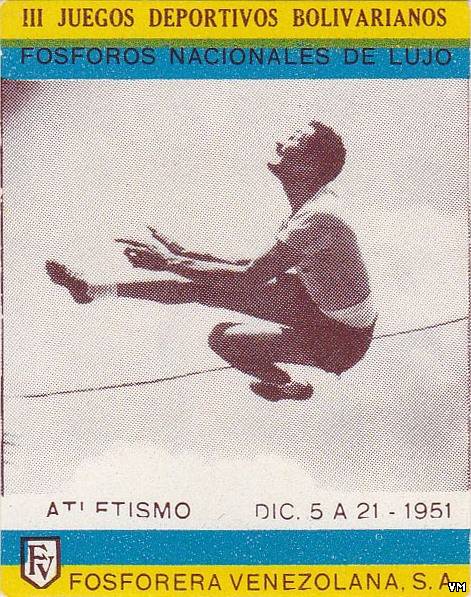 III JUEGOS DEPORTIVOS BOLIVARIANOS
FOSFOROS NACIONALES DE LUJO
ATLETISMO DIC. 5 A 21 - 1951
FV
FOSFORERA VENEZOLANA, S.A.
VM